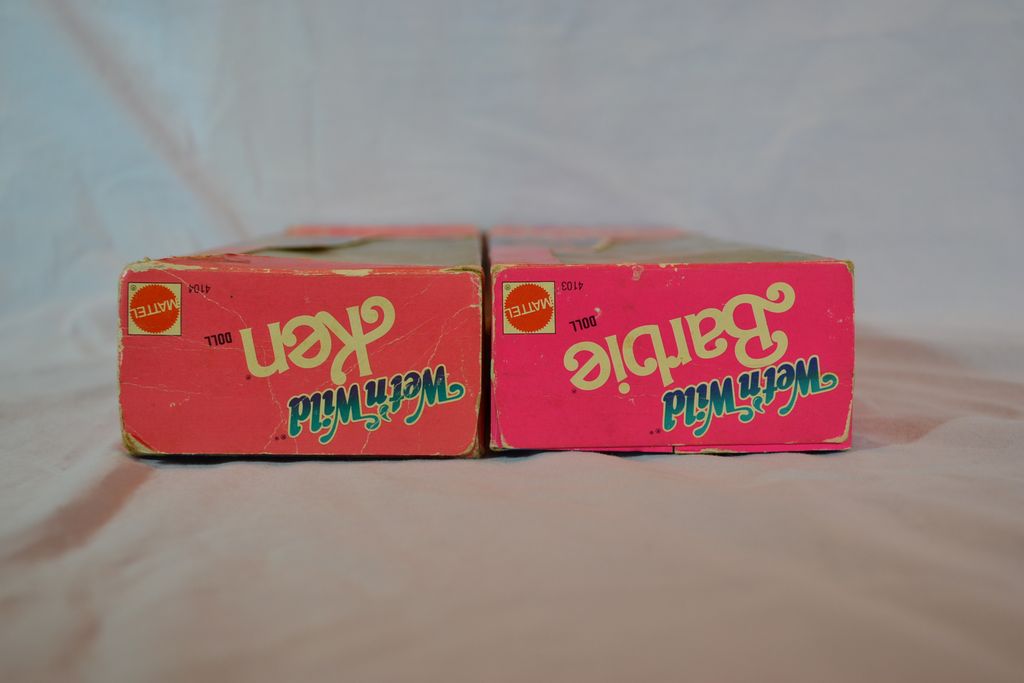 Wet'n Wild
Ken
DOLL
4104
MATTEL
®
Wet'n Wild
Barbie
DOLL
4103
MATTEL
®